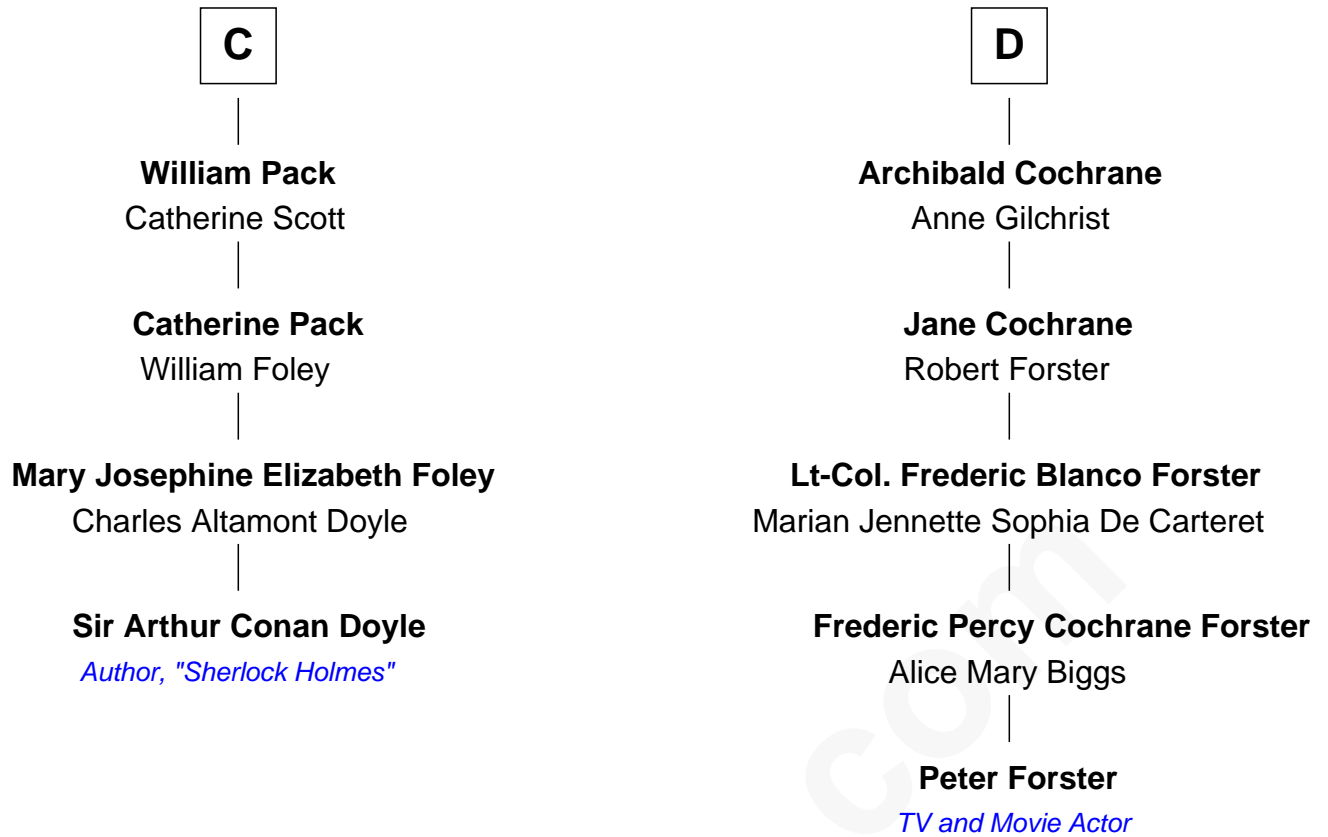 C
William Pack
Catherine Scott
Catherine Pack
William Foley
Mary Josephine Elizabeth Foley
Charles Altamont Doyle
Sir Arthur Conan Doyle
Author, "Sherlock Holmes"
D
Archibald Cochrane
Anne Gilchrist
Jane Cochrane
Robert Forster
Lt-Col. Frederic Blanco Forster
Marian Jennette Sophia De Carteret
Frederic Percy Cochrane Forster
Alice Mary Biggs
Peter Forster
TV and Movie Actor
com